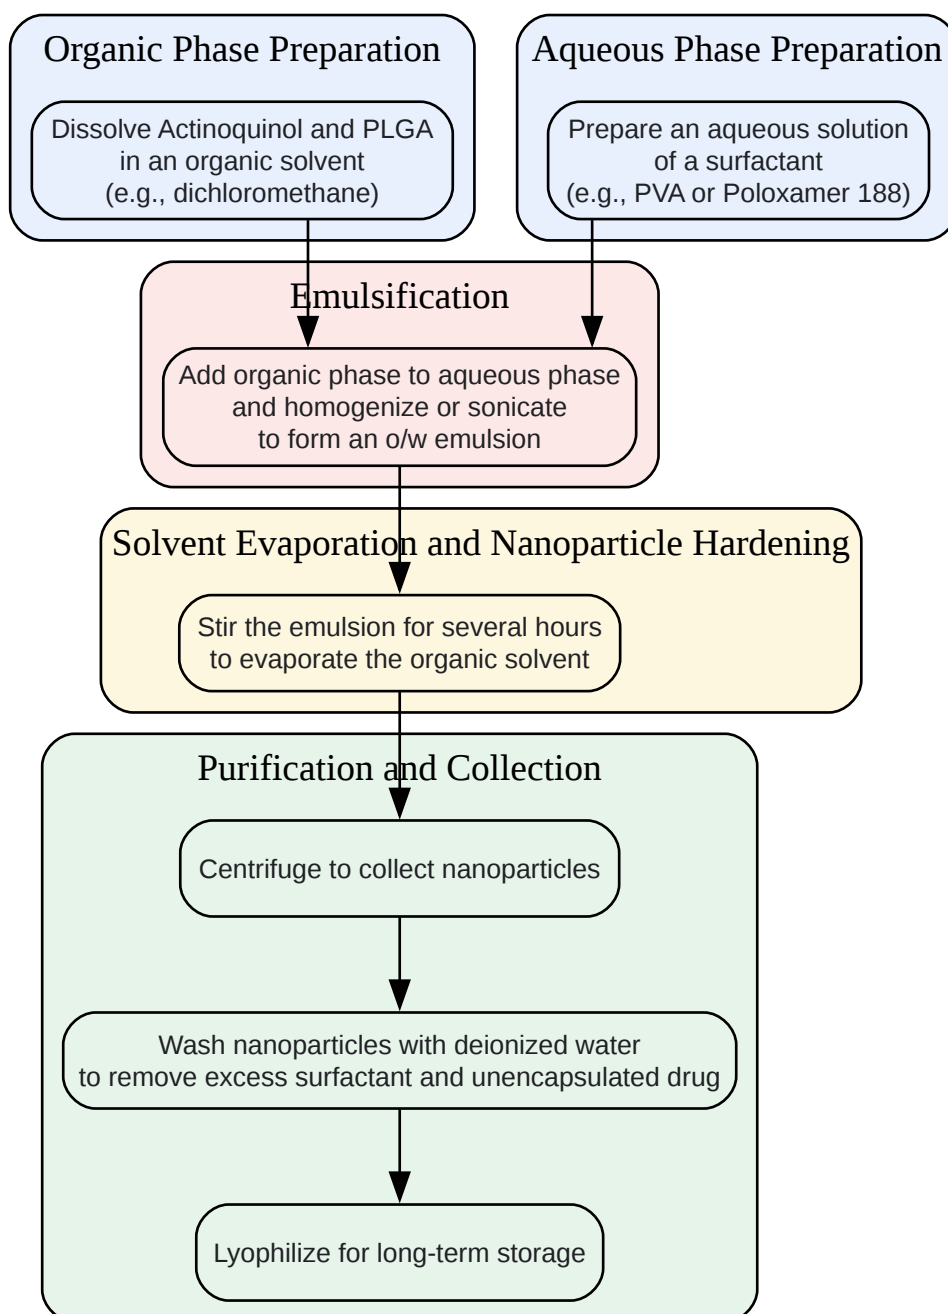 Organic Phase Preparation
Dissolve Actinoquinol and PLGA
in an organic solvent
(e.g., dichloromethane)
Aqueous Phase Preparation
Prepare an aqueous solution
of a surfactant
(e.g., PVA or Poloxamer 188)
Emulsification
Add organic phase to aqueous phase
and homogenize or sonicate
to form an o/w emulsion
Solvent Evaporation and Nanoparticle Hardening
Stir the emulsion for several hours
to evaporate the organic solvent
Purification and Collection
Centrifuge to collect nanoparticles
Wash nanoparticles with deionized water
to remove excess surfactant and unencapsulated drug
Lyophilize for long-term storage